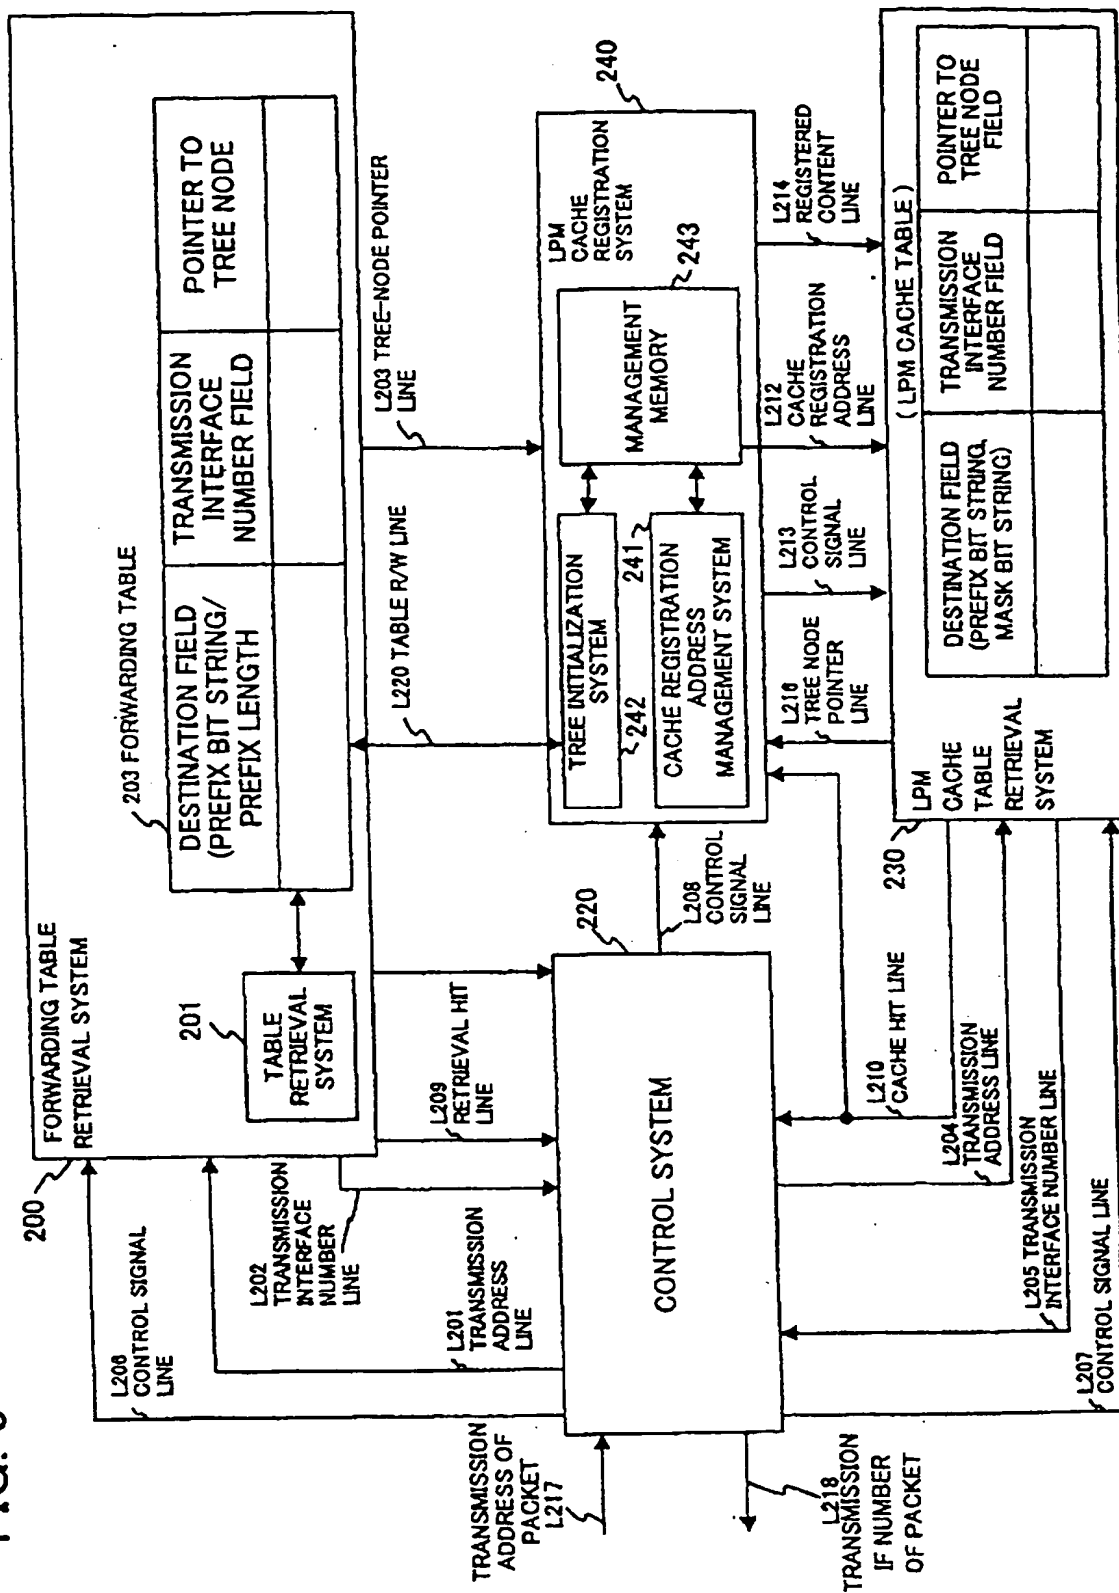 FORWARDING TABLE
RETRIEVAL SYSTEM
200
203 FORWARDING TABLE
DESTINATION FIELD
(PREFIX BIT STRING/
PREFIX LENGTH
TRANSMISSION
INTERFACE
NUMBER FIELD
POINTER TO
TREE NODE
201
TABLE
RETRIEVAL
SYSTEM
L206
CONTROL SIGNAL
LINE
L202
TRANSMISSION
INTERFACE
NUMBER
LINE
L201
TRANSMISSION
ADDRESS
LINE
L209
RETRIEVAL HIT
LINE
L220 TABLE R/W LINE
L203 TREE-NODE POINTER
LINE
TRANSMISSION
ADDRESS OF
PACKET
L217
L218
TRANSMISSION
IF NUMBER
OF PACKET
220
CONTROL SYSTEM
L208
CONTROL
SIGNAL
LINE
240
LPM
CACHE
REGISTRATION
SYSTEM
TREE INITIALIZATION
SYSTEM
242
241
CACHE REGISTRATION
ADDRESS
MANAGEMENT SYSTEM
MANAGEMENT
MEMORY
243
L210
CACHE HIT LINE
L204
TRANSMISSION
ADDRESS LINE
L205 TRANSMISSION
INTERFACE NUMBER LINE
L207
CONTROL SIGNAL LINE
L216
TREE NODE
POINTER
LINE
L213
CONTROL
SIGNAL
LINE
L212
CACHE
REGISTRATION
ADDRESS
LINE
L214
REGISTERED
CONTENT
LINE
230
LPM
CACHE
TABLE
RETRIEVAL
SYSTEM
( LPM CACHE TABLE )
DESTINATION FIELD
(PREFIX BIT STRING,
MASK BIT STRING)
TRANSMISSION
INTERFACE
NUMBER FIELD
POINTER TO
TREE NODE
FIELD